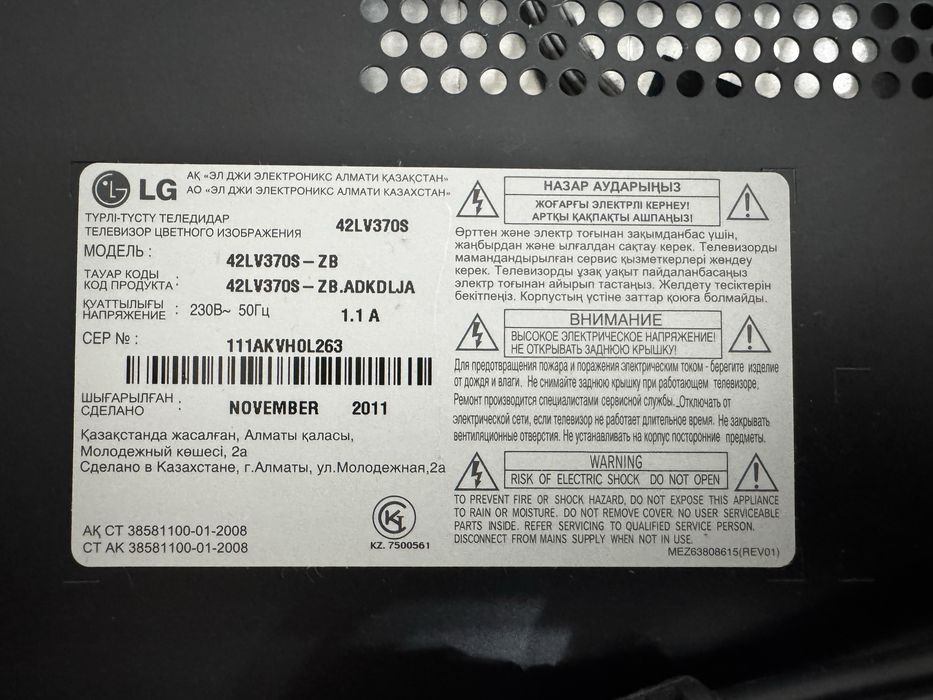 LG
АҚ «ЭЛ ДЖИ ЭЛЕКТРОНИКС АЛМАТИ ҚАЗАҚСТАН»
АО «ЭЛ ДЖИ ЭЛЕКТРОНИКС АЛМАТИ КАЗАХСТАН»
ТҮРЛІ-ТҮСТҮ ТЕЛЕДИДАР
ТЕЛЕВИЗОР ЦВЕТНОГО ИЗОБРАЖЕНИЯ 42LV370S
МОДЕЛЬ : 42LV370S-ZB
ТАУАР КОДЫ
КОД ПРОДУКТА : 42LV370S-ZB.ADKDLJA
ҚУАТТЫЛЫҒЫ
НАПРЯЖЕНИЕ : 230В~ 50Гц 1.1 A
СЕР № : 111AKVH0L263
ШЫҒАРЫЛҒАН
СДЕЛАНО : NOVEMBER 2011
Қазақстанда жасалған, Алматы қаласы,
Молодежный көшесі, 2а
Сделано в Казахстане, г.Алматы, ул.Молодежная,2а
АҚ СТ 38581100-01-2008
СТ АК 38581100-01-2008
KZ. 7500561
НАЗАР АУДАРЫҢЫЗ
ЖОҒАРҒЫ ЭЛЕКТРЛІ КЕРНЕУ!
АРТҚЫ ҚАҚПАҚТЫ АШПАҢЫЗ!
Өрттен және электр тоғынан зақымданбас үшін,
жаңбырдан және ылғалдан сақтау керек. Телевизорды
мамандандырылған сервис қызметкерлері жөндеу
керек. Телевизорды ұзақ уақыт пайдаланбасаңыз
электр тоғынан айырып тастаңыз. Желдету тесіктерін
бекітпеңіз. Корпустың үстіне заттар қоюға болмайды.
ВНИМАНИЕ
ВЫСОКОЕ ЭЛЕКТРИЧЕСКОЕ НАПРЯЖЕНИЕ!
НЕ ОТКРЫВАТЬ ЗАДНЮЮ КРЫШКУ!
Для предотвращения пожара и поражения электрическим током - берегите изделие
от дождя и влаги. Не снимайте заднюю крышку при работающем телевизоре.
Ремонт производится специалистами сервисной службы. Отключать от
электрической сети, если телевизор не работает длительное время. Не закрывать
вентиляционные отверстия. Не устанавливать на корпус посторонние предметы.
WARNING
RISK OF ELECTRIC SHOCK DO NOT OPEN
TO PREVENT FIRE OR SHOCK HAZARD, DO NOT EXPOSE THIS APPLIANCE
TO RAIN OR MOISTURE. DO NOT REMOVE COVER. NO USER SERVICEABLE
PARTS INSIDE. REFER SERVICING TO QUALIFIED SERVICE PERSON.
DISCONNECT FROM MAINS SUPPLY WHEN NOT IN USE.
MEZ63808615(REV01)